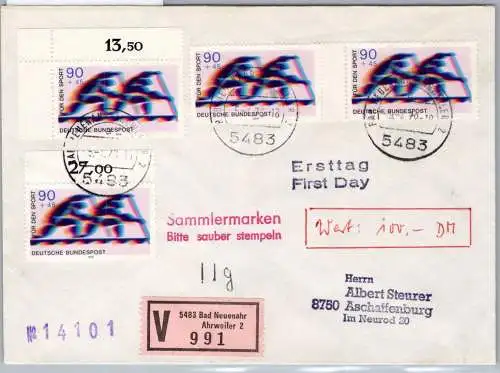 13,50
90
+ 45
FÜR DEN SPORT
DEUTSCHE BUNDESPOST
90
+ 45
FÜR DEN SPORT
DEUTSCHE BUNDESPOST
90
+ 45
FÜR DEN SPORT
DEUTSCHE BUNDESPOST
5483
5483
5483
27,00
90
+ 45
FÜR DEN SPORT
DEUTSCHE BUNDESPOST
Ersttag
First Day
Sammlermarken
Bitte sauber stempeln
Wert: 100,- DM
11g
Herrn
Albert Steurer
8750 Aschaffenburg
Im Neurod 20
V
5483 Bad Neuenahr
Ahrweiler 2
991
№ 14101